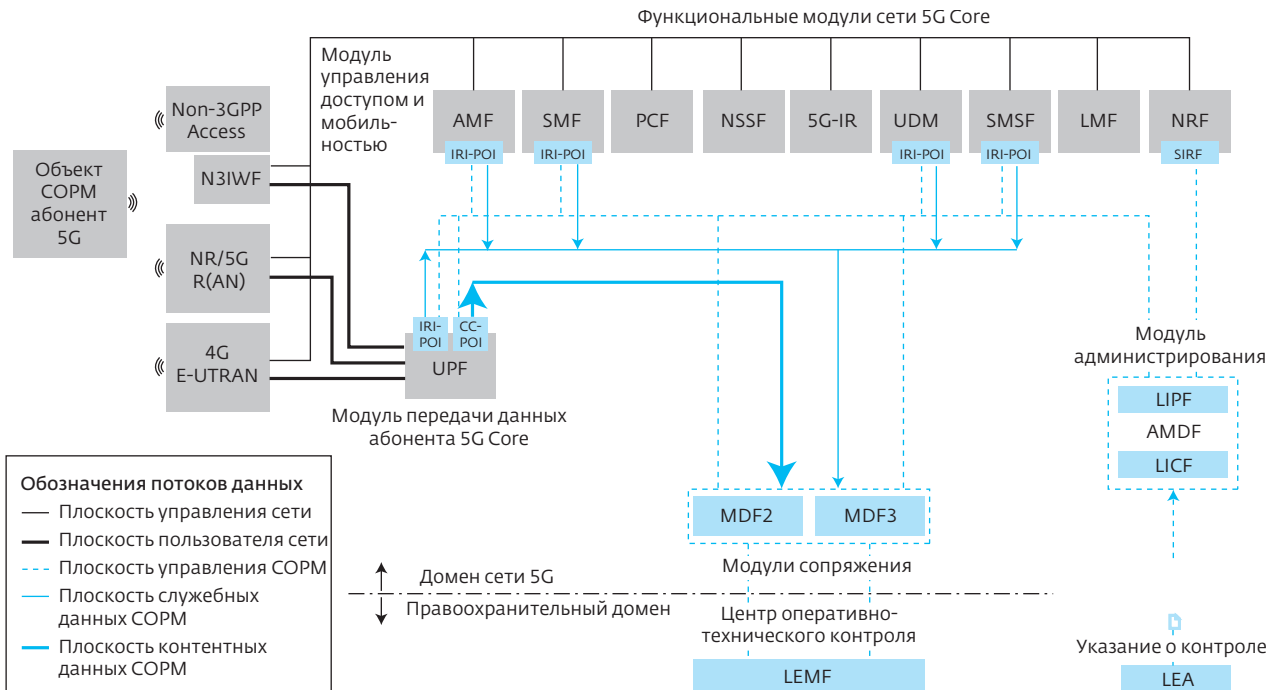 Функциональные модули сети 5G Core
Модуль
управления
доступом и
мобиль-
ностью
Non-3GPP
Access
N3IWF
Объект
СОРМ
абонент
5G
NR/5G
R(AN)
4G
E-UTRAN
AMF
SMF
PCF
NSSF
5G-IR
UDM
SMSF
LMF
NRF
IRI-POI
IRI-POI
IRI-POI
IRI-POI
SIRF
IRI-
POI
CC-
POI
UPF
Модуль передачи данных
абонента 5G Core
Модуль
администрирования
LIPF
AMDF
LICF
MDF2
MDF3
Модули сопряжения
Обозначения потоков данных
Плоскость управления сети
Плоскость пользователя сети
Плоскость управления СОРМ
Плоскость служебных
данных СОРМ
Плоскость контентных
данных СОРМ
Домен сети 5G
Правоохранительный домен
Центр оперативно-
технического контроля
LEMF
Указание о контроле
LEA